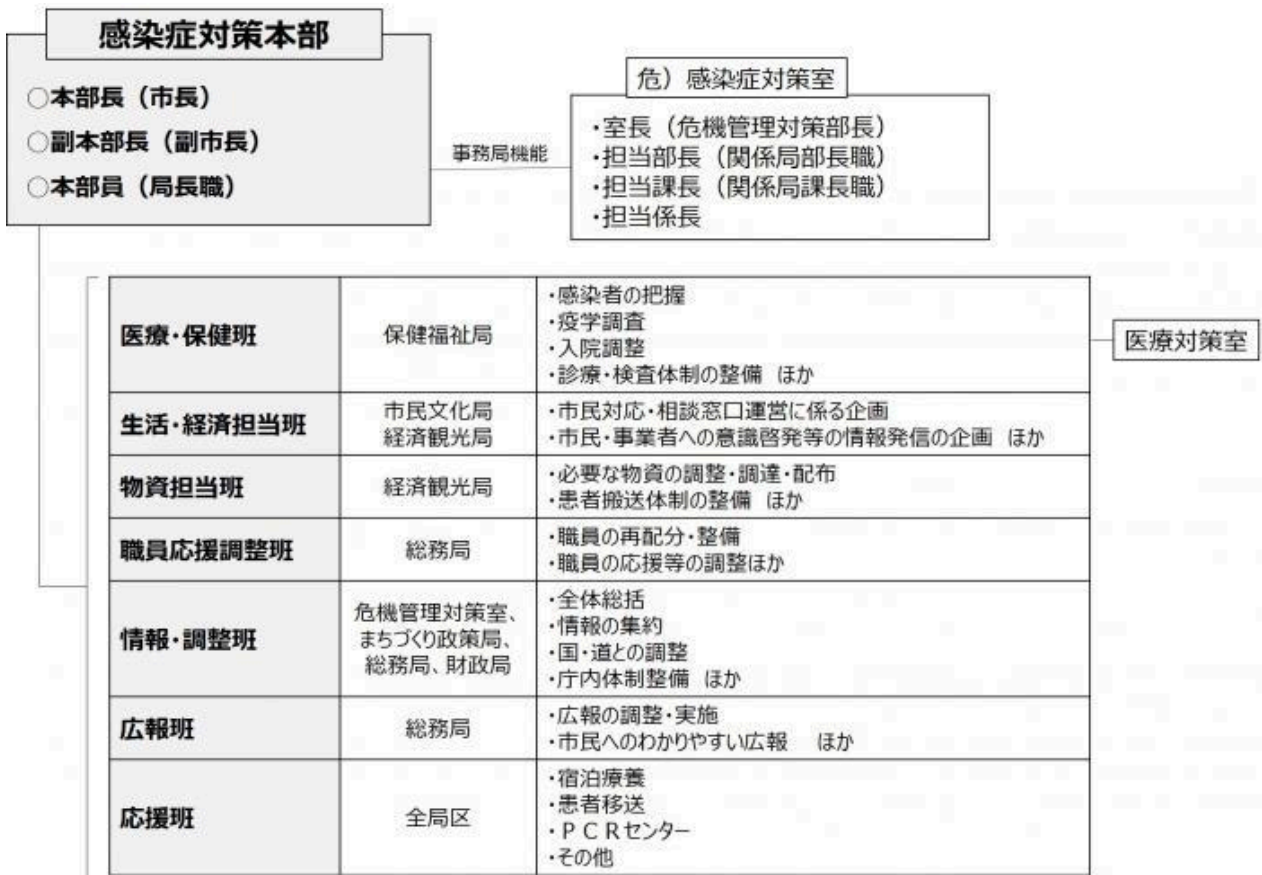 感染症対策本部
○本部長（市長）
○副本部長（副市長）
○本部員（局長職）
事務局機能
危）感染症対策室
・室長（危機管理対策部長）
・担当部長（関係局部長職）
・担当課長（関係局課長職）
・担当係長
医療・保健班
保健福祉局
・感染者の把握
・疫学調査
・入院調整
・診療・検査体制の整備 ほか
医療対策室
生活・経済担当班
市民文化局
経済観光局
・市民対応・相談窓口運営に係る企画
・市民・事業者への意識啓発等の情報発信の企画 ほか
物資担当班
経済観光局
・必要な物資の調整・調達・配布
・患者搬送体制の整備 ほか
職員応援調整班
総務局
・職員の再配分・整備
・職員の応援等の調整ほか
情報・調整班
危機管理対策室、
まちづくり政策局、
総務局、財政局
・全体総括
・情報の集約
・国・道との調整
・庁内体制整備 ほか
広報班
総務局
・広報の調整・実施
・市民へのわかりやすい広報 ほか
応援班
全局区
・宿泊療養
・患者移送
・ＰＣＲセンター
・その他